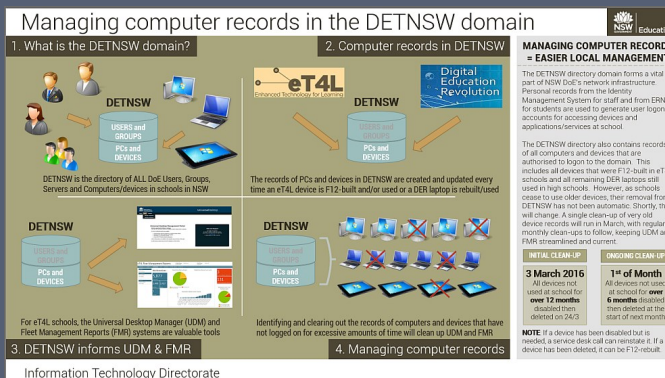 Managing computer records in the DETNSW domain
NSW
Educati
1. What is the DETNSW domain?
DETNSW
USERS and
GROUPS
PCs and
DEVICES
DETNSW is the directory of ALL DoE Users, Groups,
Servers and Computers/devices in schools in NSW
2. Computer records in DETNSW
eT4L
Enhanced Technology for Learning
Digital
Education
Revolution
DETNSW
USERS and
GROUPS
PCs and
DEVICES
The records of PCs and devices in DETNSW are created and updated every
time an eT4L device is F12-built and/or used or a DER laptop is rebuilt/used
DETNSW
USERS and
GROUPS
PCs and
DEVICES
For eT4L schools, the Universal Desktop Manager (UDM) and
Fleet Management Reports (FMR) systems are valuable tools
3. DETNSW informs UDM & FMR
DETNSW
USERS and
GROUPS
PCs and
DEVICES
Identifying and clearing out the records of computers and devices that have
not logged on for excessive amounts of time will clean up UDM and FMR
4. Managing computer records
MANAGING COMPUTER RECORD
= EASIER LOCAL MANAGEMENT
The DETNSW directory domain forms a vital
part of NSW DoE's network infrastructure.
Personal records from the Identity
Management System for staff and from ERN
for students are used to generate user logon
accounts for accessing devices and
applications/services at school.
The DETNSW directory also contains records
of all computers and devices that are
authorised to logon to the domain. This
includes all devices that were F12-built in eT
schools and all remaining DER laptops still
used in high schools. However, as schools
cease to use older devices, their removal from
DETNSW has not been automatic. Shortly, th
will change. A single clean-up of very old
device records will run in March, with regular
monthly clean-ups to follow, keeping UDM a
FMR streamlined and current.
INITIAL CLEAN-UP
3 March 2016
All devices not
used at school for
over 12 months
disabled then
deleted on 24/3
ONGOING CLEAN-UP
1st of Month
All devices not used
at school for over
6 months disabled
then deleted at the
start of next month
NOTE If a device has been disabled but is
needed, a service desk call can reinstate it. If a
device has been deleted, it can be F12-rebuilt.
Information Technology Directorate